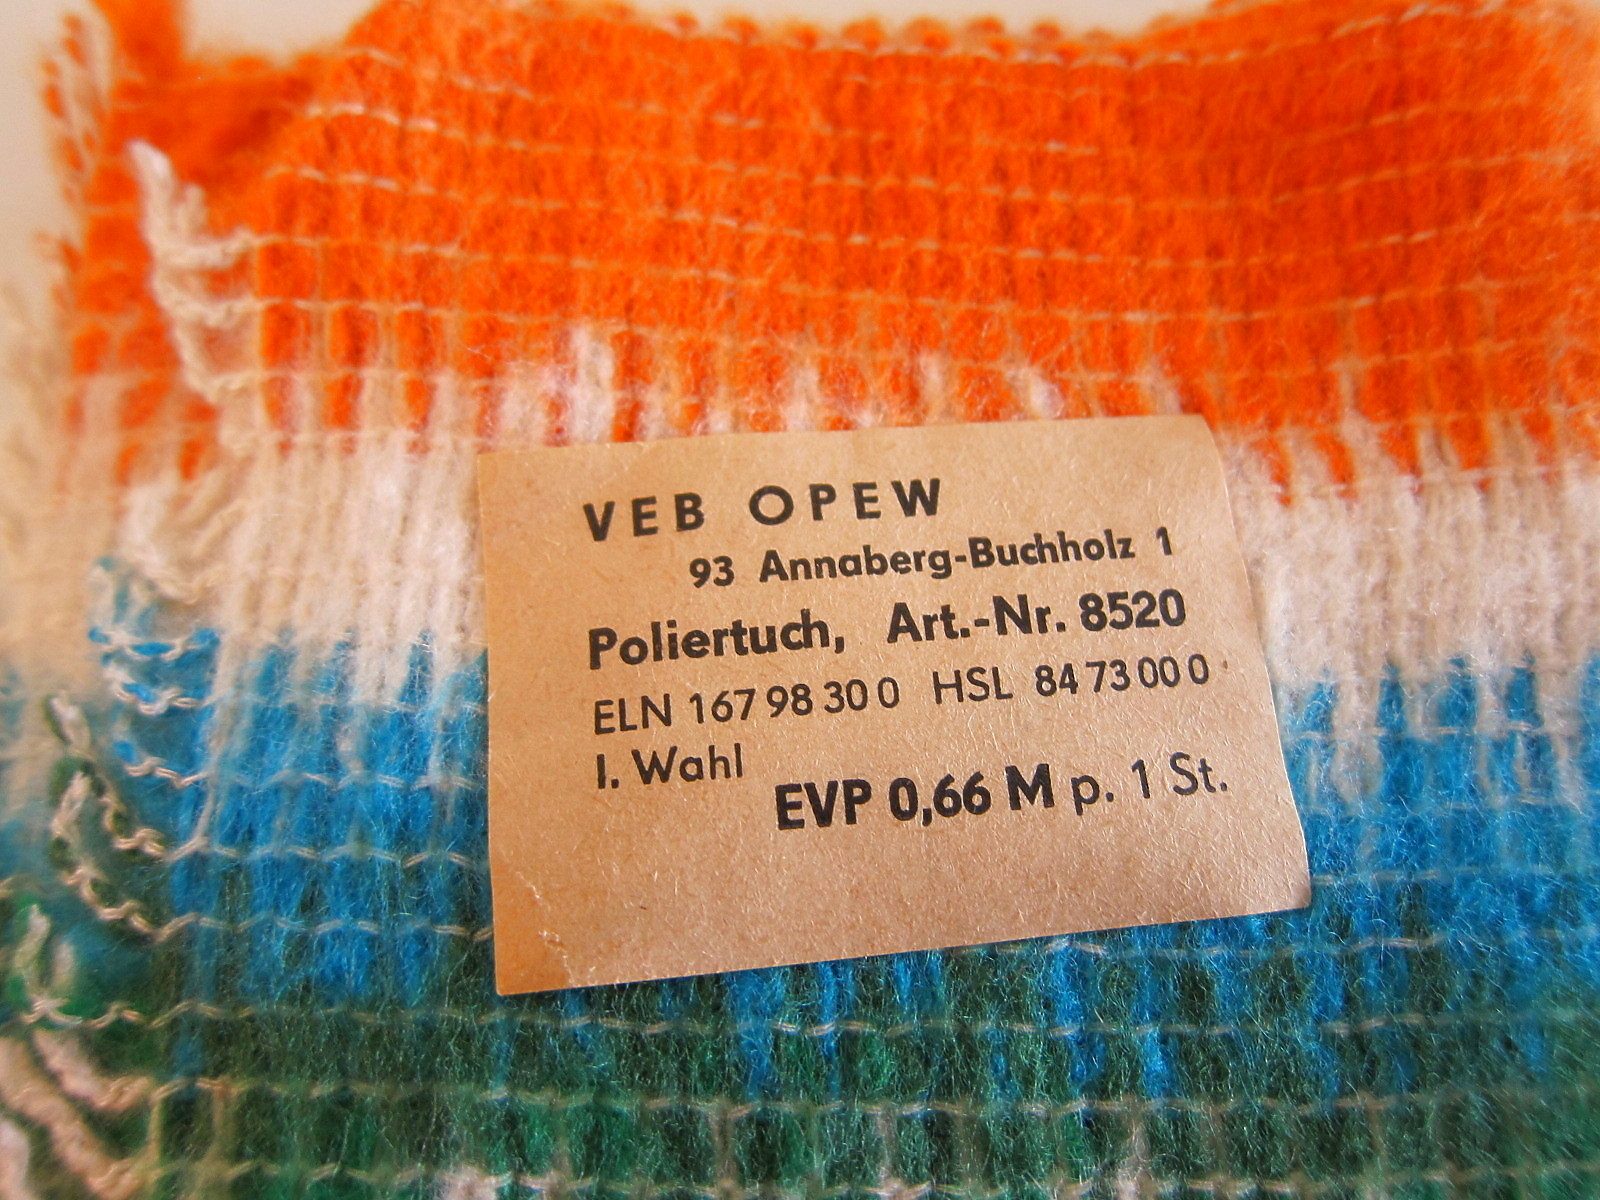 VEB OPEW
93 Annaberg-Buchholz 1
Poliertuch, Art.-Nr. 8520
ELN 167 98 30 0 HSL 84 73 00 0
I. Wahl
EVP 0,66 M p. 1 St.